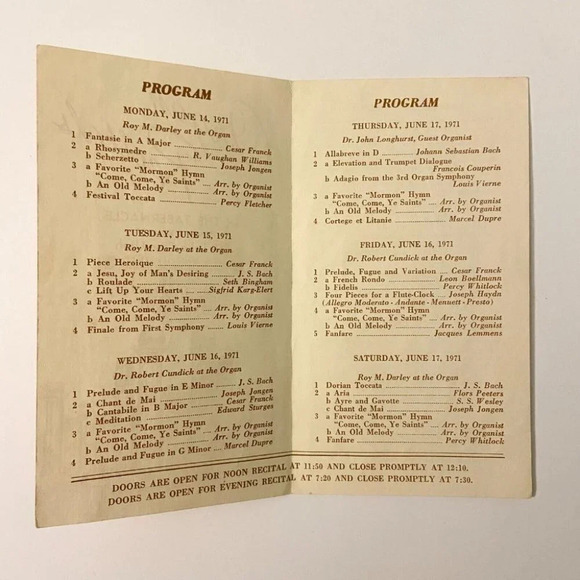 PROGRAM
MONDAY, JUNE 14, 1971
Roy M. Darley at the Organ
1 Fantasie in A Major ........ Cesar Franck
2 a Rhosymedre ........ R. Vaughan Williams
b Scherzetto ........ Joseph Jongen
3 a Favorite "Mormon" Hymn
"Come, Come, Ye Saints" .... Arr. by Organist
b An Old Melody ........ Arr. by Organist
4 Festival Toccata ........ Percy Fletcher
TUESDAY, JUNE 15, 1971
Roy M. Darley at the Organ
1 Piece Heroique ........ Cesar Franck
2 a Jesu, Joy of Man's Desiring ........ J. S. Bach
b Roulade ........ Seth Bingham
c Lift Up Your Hearts ........ Sigfrid Karg-Elert
3 a Favorite "Mormon" Hymn
"Come, Come, Ye Saints" .... Arr. by Organist
b An Old Melody ........ Arr. by Organist
4 Finale from First Symphony ........ Louis Vierne
WEDNESDAY, JUNE 16, 1971
Dr. Robert Cundick at the Organ
1 Prelude and Fugue in E Minor ........ J. S. Bach
2 a Chant de Mai ........ Joseph Jongen
b Cantabile in B Major ........ Cesar Franck
c Meditation ........ Edward Sturges
3 a Favorite "Mormon" Hymn
"Come, Come, Ye Saints" .... Arr. by Organist
b An Old Melody ........ Arr. by Organist
4 Prelude and Fugue in G Minor .... Marcel Dupre
PROGRAM
THURSDAY, JUNE 17, 1971
Dr. John Longhurst, Guest Organist
1 Allabreve in D ........ Johann Sebastian Bach
2 a Elevation and Trumpet Dialogue
Francois Couperin
b Adagio from the 3rd Organ Symphony
Louis Vierne
3 a Favorite "Mormon" Hymn
"Come, Come, Ye Saints" .... Arr. by Organist
b An Old Melody ........ Arr. by Organist
4 Cortege et Litanie ........ Marcel Dupre
FRIDAY, JUNE 16, 1971
Dr. Robert Cundick at the Organ
1 Prelude, Fugue and Variation .... Cesar Franck
2 a French Rondo ........ Leon Boellmann
b Fidelis ........ Percy Whitlock
3 Four Pieces for a Flute-Clock .... Joseph Haydn
(Allegro Moderato - Andante - Menuett - Presto)
4 a Favorite "Mormon" Hymn
"Come, Come, Ye Saints" .... Arr. by Organist
b An Old Melody ........ Arr. by Organist
5 Fanfare ........ Jacques Lemmens
SATURDAY, JUNE 17, 1971
Roy M. Darley at the Organ
1 Dorian Toccata ........ J. S. Bach
2 a Aria ........ Flors Peeters
b Ayre and Gavotte ........ S. S. Wesley
c Chant de Mai ........ Joseph Jongen
3 a Favorite "Mormon" Hymn
"Come, Come, Ye Saints" .... Arr. by Organist
b An Old Melody ........ Arr. by Organist
4 Fanfare ........ Percy Whitlock
DOORS ARE OPEN FOR NOON RECITAL AT 11:50 AND CLOSE PROMPTLY AT 12:10.
DOORS ARE OPEN FOR EVENING RECITAL AT 7:20 AND CLOSE PROMPTLY AT 7:30.